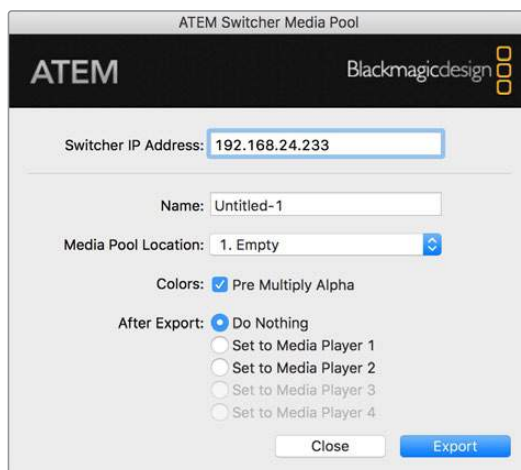 ATEM Switcher Media Pool
ATEM Blackmagicdesign
Switcher IP Address: 192.168.24.233
Name: Untitled-1
Media Pool Location: 1. Empty
Colors: Pre Multiply Alpha
After Export: Do Nothing
Set to Media Player 1
Set to Media Player 2
Set to Media Player 3
Set to Media Player 4
Close Export